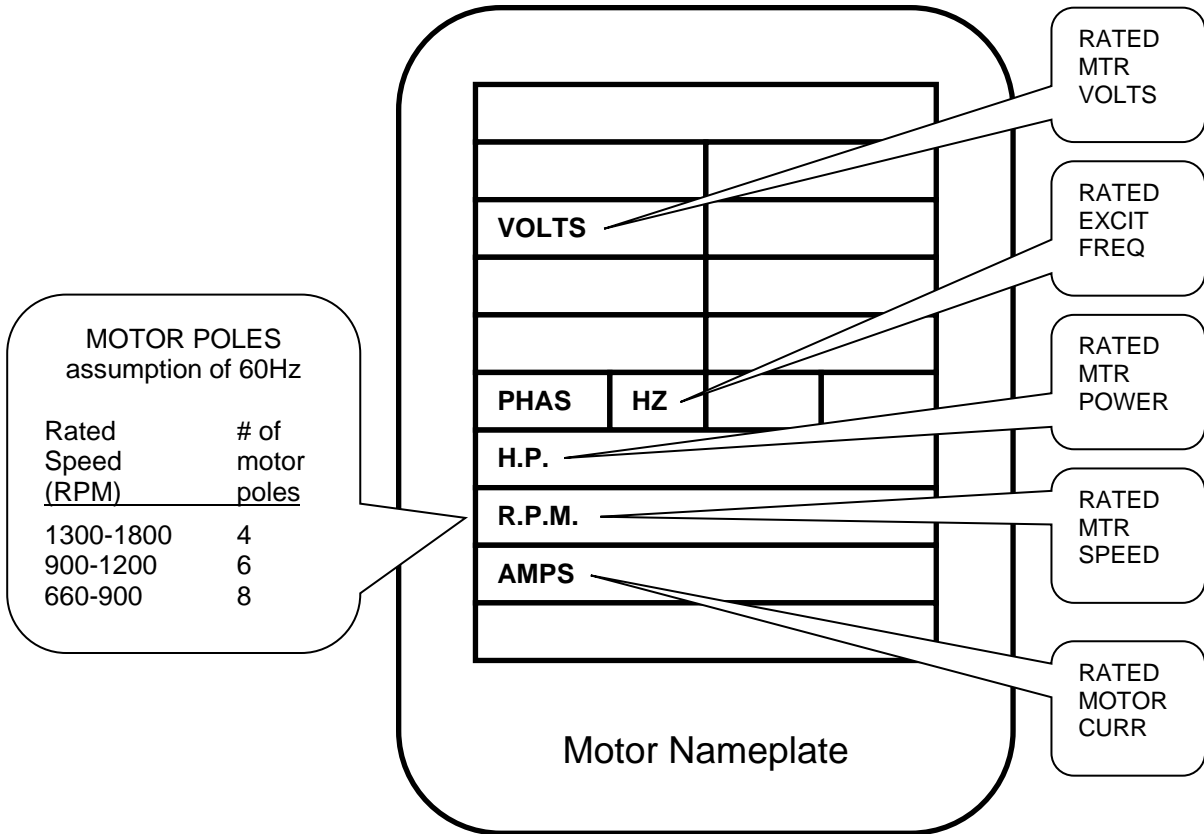 MOTOR POLES
assumption of 60Hz
Rated # of
Speed motor
(RPM) poles
1300-1800 4
900-1200 6
660-900 8
VOLTS
PHAS HZ
H.P.
R.P.M.
AMPS
Motor Nameplate
RATED
MTR
VOLTS
RATED
EXCIT
FREQ
RATED
MTR
POWER
RATED
MTR
SPEED
RATED
MOTOR
CURR